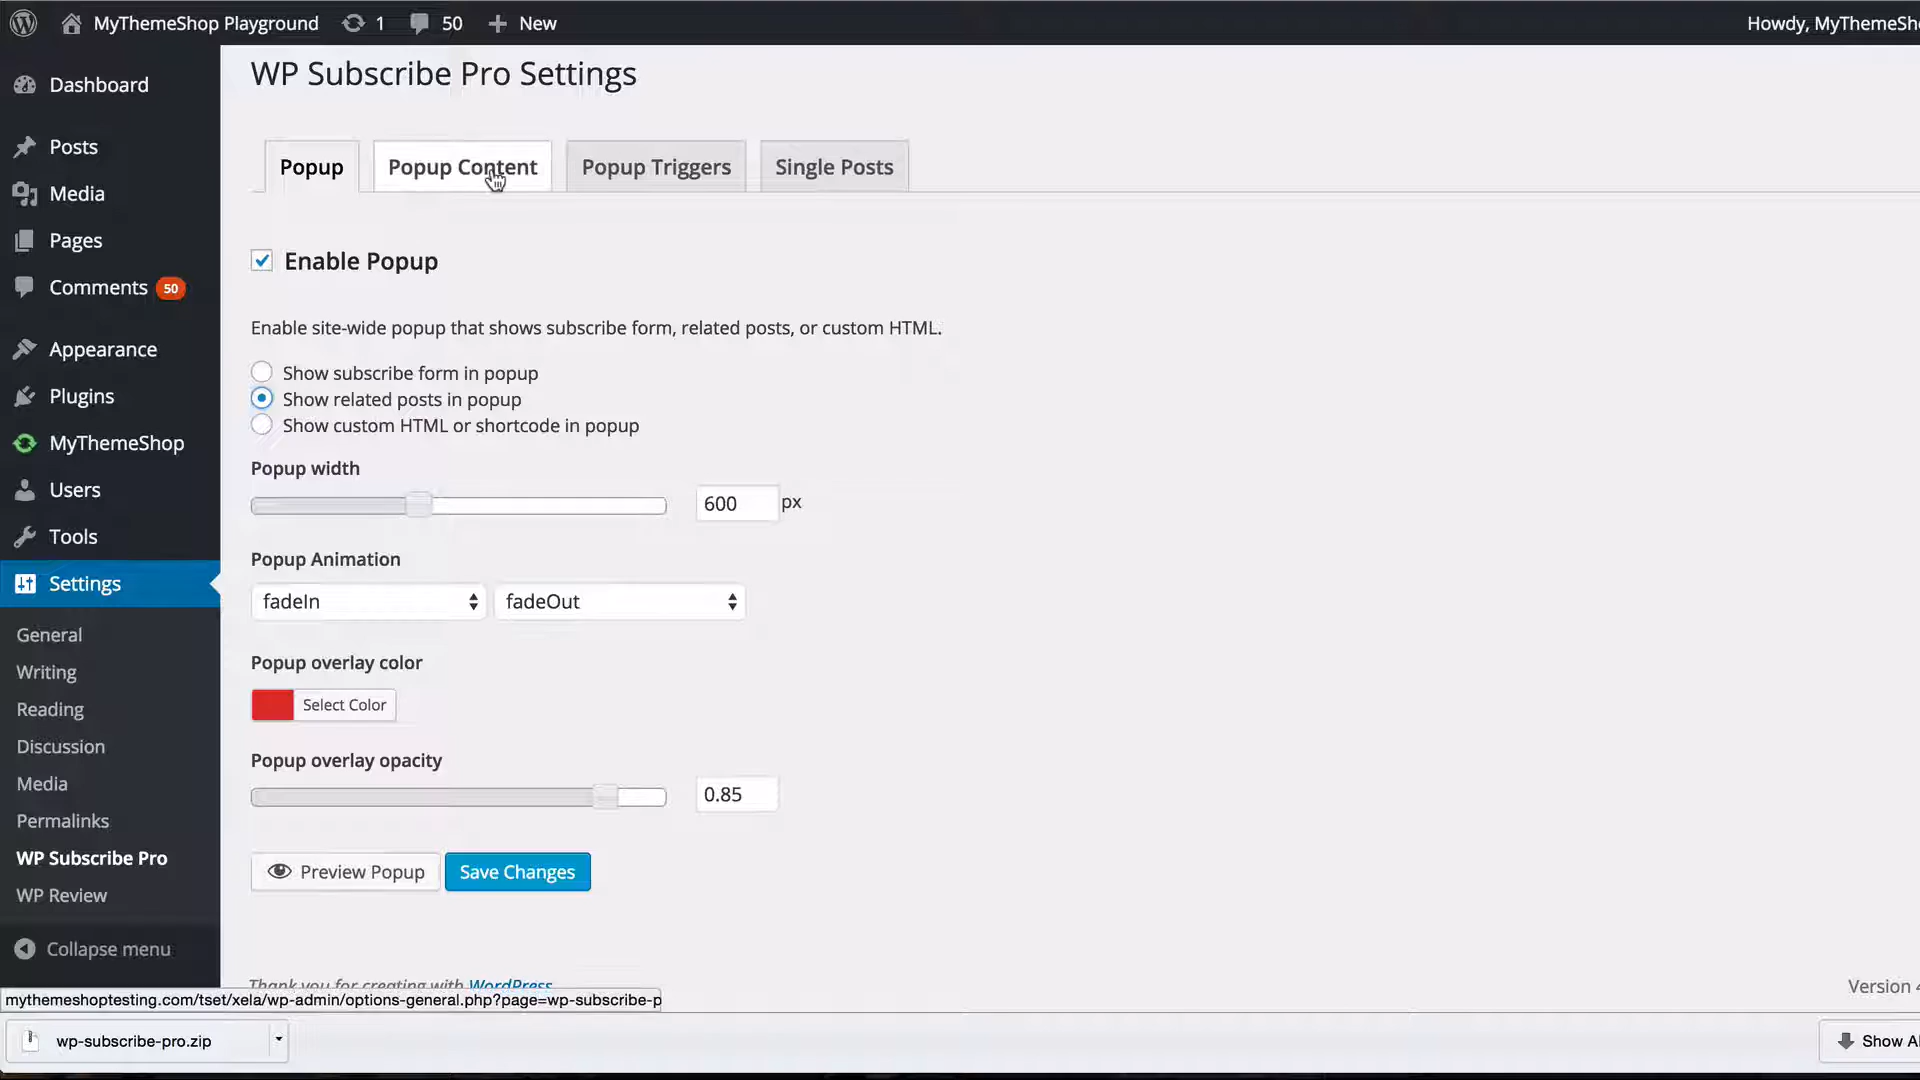 MyThemeShop Playground 1 50 New
Howdy, MyThemeSho
Dashboard
Posts
Media
Pages
Comments 50
Appearance
Plugins
MyThemeShop
Users
Tools
Settings
General
Writing
Reading
Discussion
Media
Permalinks
WP Subscribe Pro
WP Review
Collapse menu
WP Subscribe Pro Settings
Popup Popup Content Popup Triggers Single Posts
Enable Popup
Enable site-wide popup that shows subscribe form, related posts, or custom HTML.
Show subscribe form in popup
Show related posts in popup
Show custom HTML or shortcode in popup
Popup width
600 px
Popup Animation
fadeIn fadeOut
Popup overlay color
Select Color
Popup overlay opacity
0.85
Preview Popup Save Changes
Thank you for creating with WordPress
Version 4
mythemeshoptesting.com/tset/xela/wp-admin/options-general.php?page=wp-subscribe-p
wp-subscribe-pro.zip
Show Al